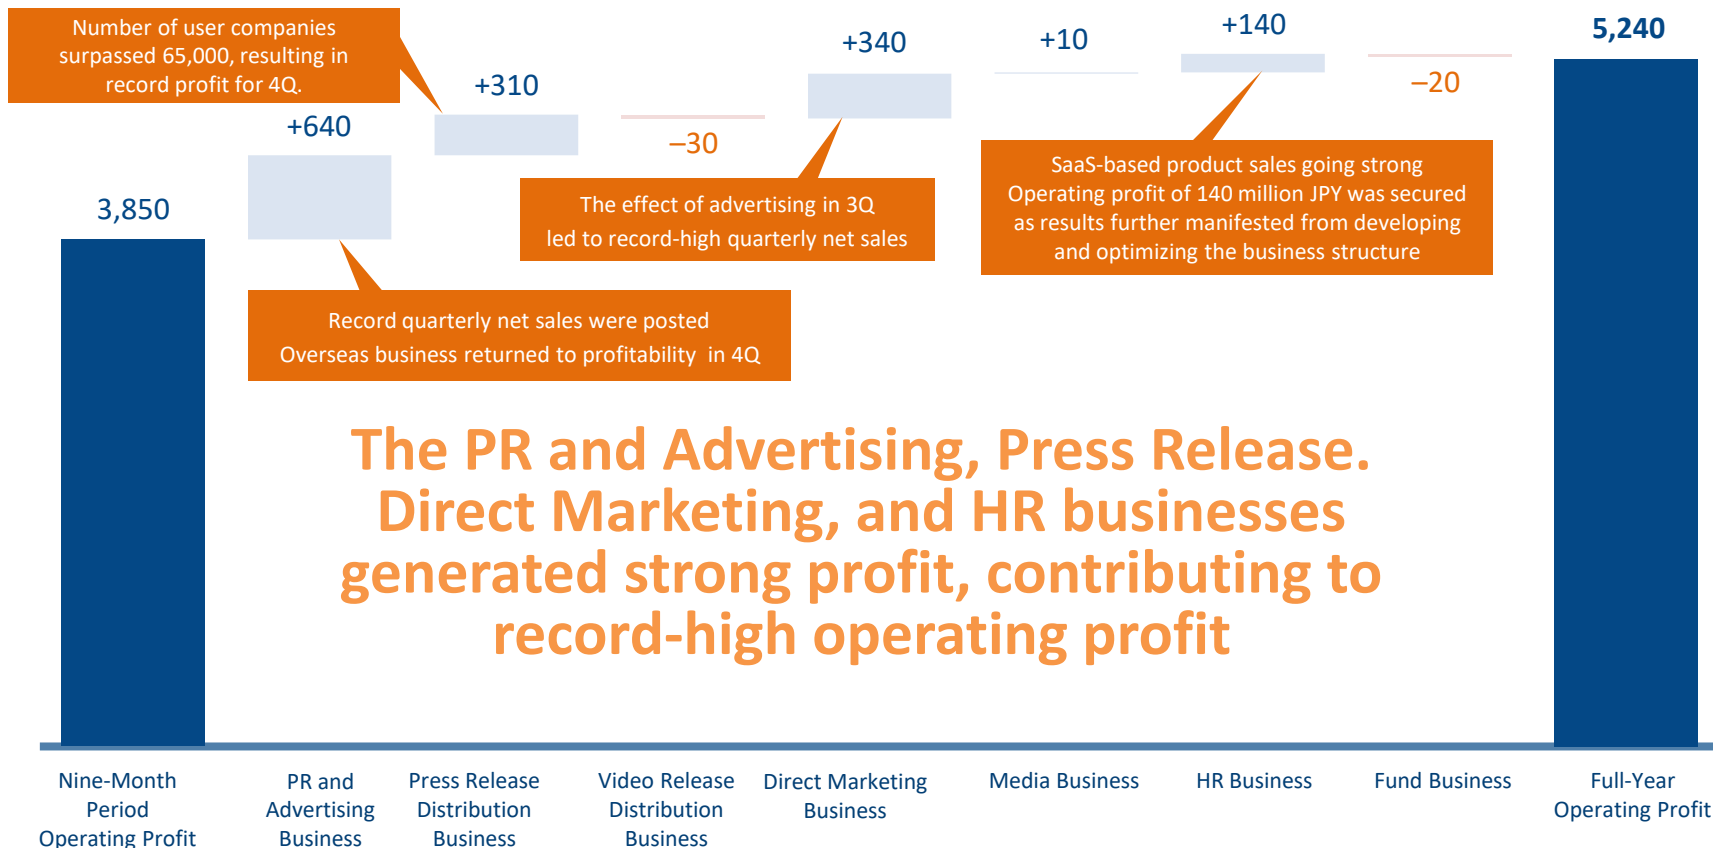 Number of user companies
surpassed 65,000, resulting in
record profit for 4Q.
3,850
+640
+310
–30
+340
+10
+140
–20
5,240
Record quarterly net sales were posted
Overseas business returned to profitability in 4Q
The effect of advertising in 3Q
led to record-high quarterly net sales
SaaS-based product sales going strong
Operating profit of 140 million JPY was secured
as results further manifested from developing
and optimizing the business structure
The PR and Advertising, Press Release.
Direct Marketing, and HR businesses
generated strong profit, contributing to
record-high operating profit
Nine-Month
Period
Operating Profit
PR and
Advertising
Business
Press Release
Distribution
Business
Video Release
Distribution
Business
Direct Marketing
Business
Media Business
HR Business
Fund Business
Full-Year
Operating Profit